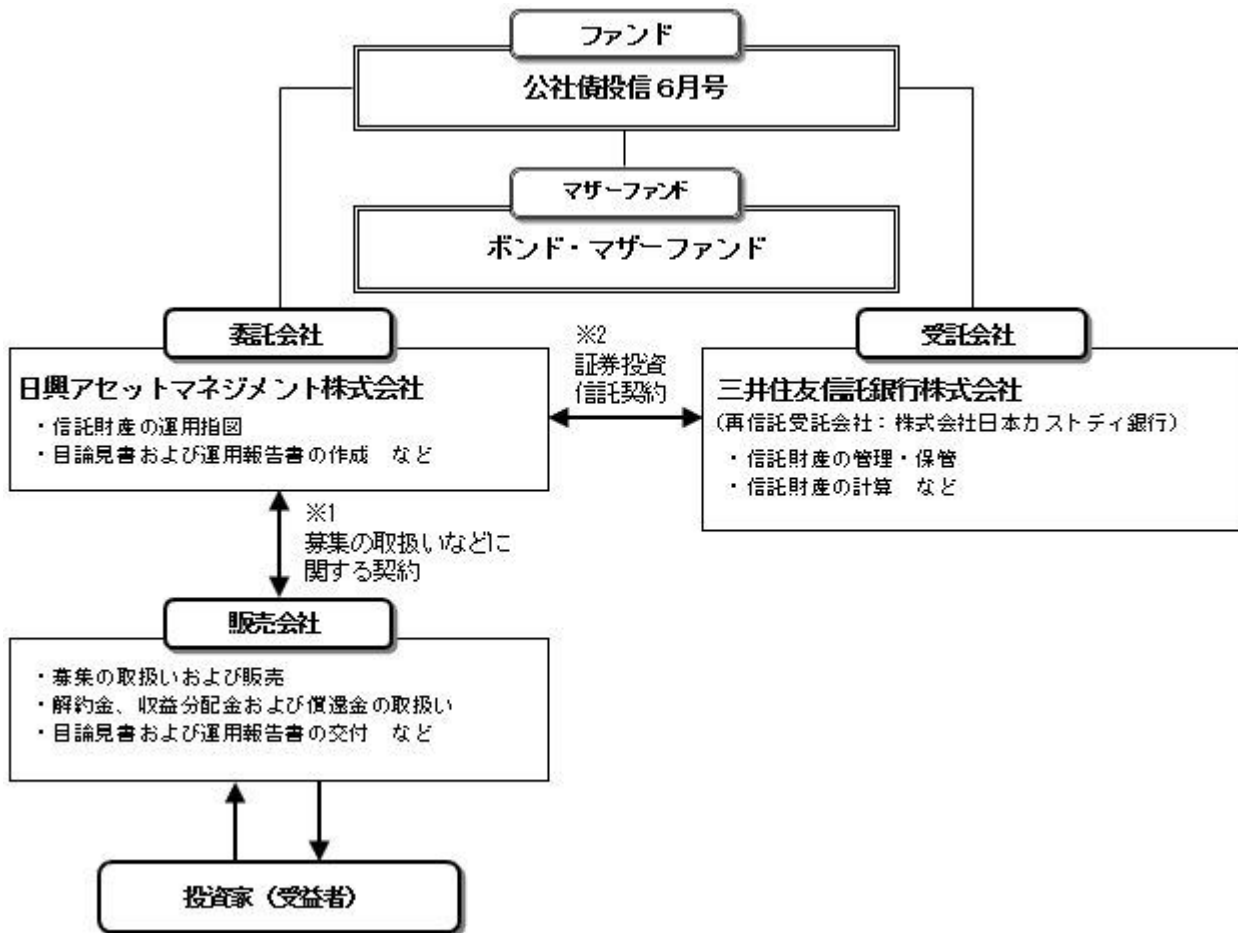 ファンド
公社債投信6月号
マザーファンド
ボンド・マザーファンド
委託会社
日興アセットマネジメント株式会社
・信託財産の運用指図
・目論見書および運用報告書の作成　など
※2
証券投資
信託契約
受託会社
三井住友信託銀行株式会社
(再信託受託会社：株式会社日本カストディ銀行)
・信託財産の管理・保管
・信託財産の計算　など
※1
募集の取扱いなどに
関する契約
販売会社
・募集の取扱いおよび販売
・解約金、収益分配金および償還金の取扱い
・目論見書および運用報告書の交付　など
投資家（受益者）